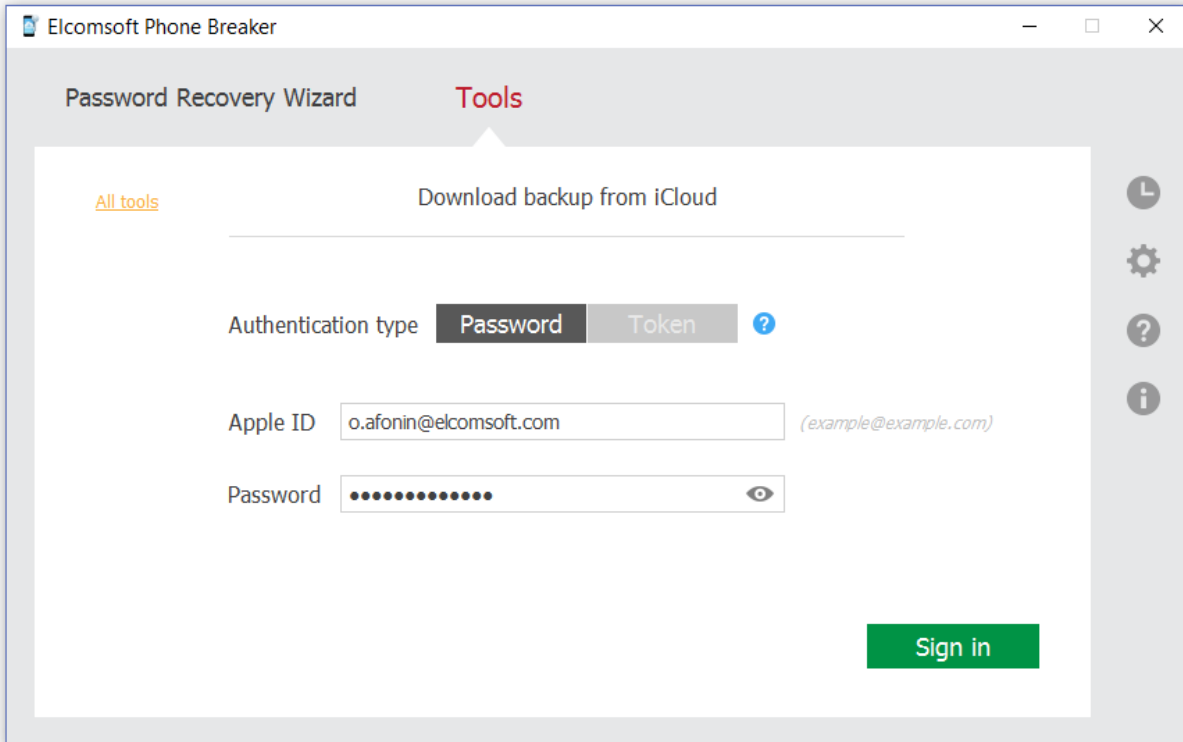 Elcomsoft Phone Breaker
Password Recovery Wizard Tools
All tools
Download backup from iCloud
Authentication type Password Token ?
Apple ID o.afonin@elcomsoft.com (example@example.com)
Password •••••••••••••
Sign in